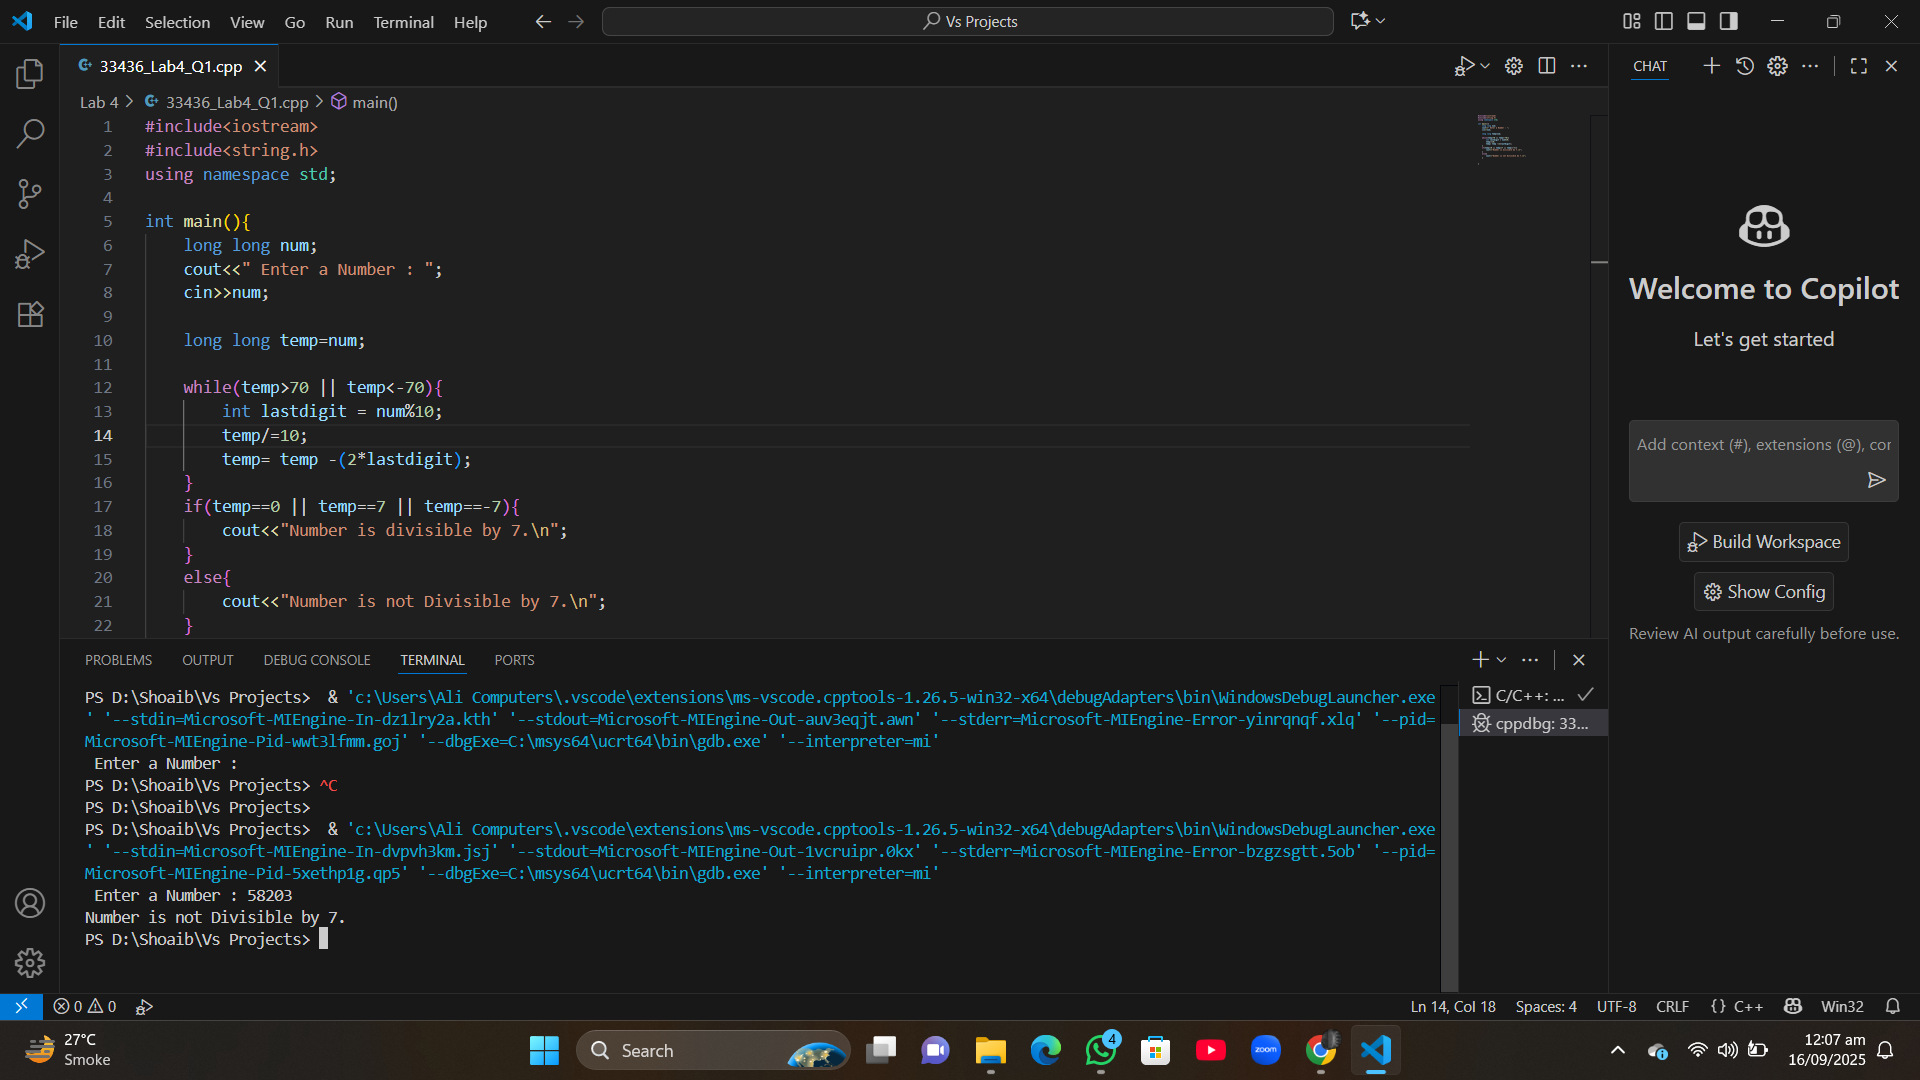 File Edit Selection View Go Run Terminal Help
Vs Projects
33436_Lab4_Q1.cpp
Lab 4 > 33436_Lab4_Q1.cpp > main()
1 #include<iostream>
2 #include<string.h>
3 using namespace std;
4
5 int main(){
6 long long num;
7 cout<<" Enter a Number : ";
8 cin>>num;
9
10 long long temp=num;
11
12 while(temp>70 || temp<-70){
13 int lastdigit = num%10;
14 temp/=10;
15 temp= temp -(2*lastdigit);
16 }
17 if(temp==0 || temp==7 || temp==-7){
18 cout<<"Number is divisible by 7.\n";
19 }
20 else{
21 cout<<"Number is not Divisible by 7.\n";
22 }
PROBLEMS OUTPUT DEBUG CONSOLE TERMINAL PORTS
PS D:\Shoaib\Vs Projects>  & 'c:\Users\Ali Computers\.vscode\extensions\ms-vscode.cpptools-1.26.5-win32-x64\debugAdapters\bin\WindowsDebugLauncher.exe
' '--stdin=Microsoft-MIEngine-In-dz1lry2a.kth' '--stdout=Microsoft-MIEngine-Out-auv3eqjt.awn' '--stderr=Microsoft-MIEngine-Error-yinrqnqf.xlq' '--pid=
Microsoft-MIEngine-Pid-wwt3lfmm.goj' '--dbgExe=C:\msys64\ucrt64\bin\gdb.exe' '--interpreter=mi'
Enter a Number :
PS D:\Shoaib\Vs Projects> ^C
PS D:\Shoaib\Vs Projects>
PS D:\Shoaib\Vs Projects>  & 'c:\Users\Ali Computers\.vscode\extensions\ms-vscode.cpptools-1.26.5-win32-x64\debugAdapters\bin\WindowsDebugLauncher.exe
' '--stdin=Microsoft-MIEngine-In-dvpvh3km.jsj' '--stdout=Microsoft-MIEngine-Out-1vcruipr.0kx' '--stderr=Microsoft-MIEngine-Error-bzgzsgtt.5ob' '--pid=
Microsoft-MIEngine-Pid-5xethp1g.qp5' '--dbgExe=C:\msys64\ucrt64\bin\gdb.exe' '--interpreter=mi'
Enter a Number : 58203
Number is not Divisible by 7.
PS D:\Shoaib\Vs Projects>
C/C++: ...
cppdbg: 33...
CHAT
Welcome to Copilot
Let's get started
Add context (#), extensions (@), cor
Build Workspace
Show Config
Review AI output carefully before use.
0 0
Ln 14, Col 18 Spaces: 4 UTF-8 CRLF {} C++ Win32
27°C
Smoke
Search
4
zoom
12:07 am
16/09/2025